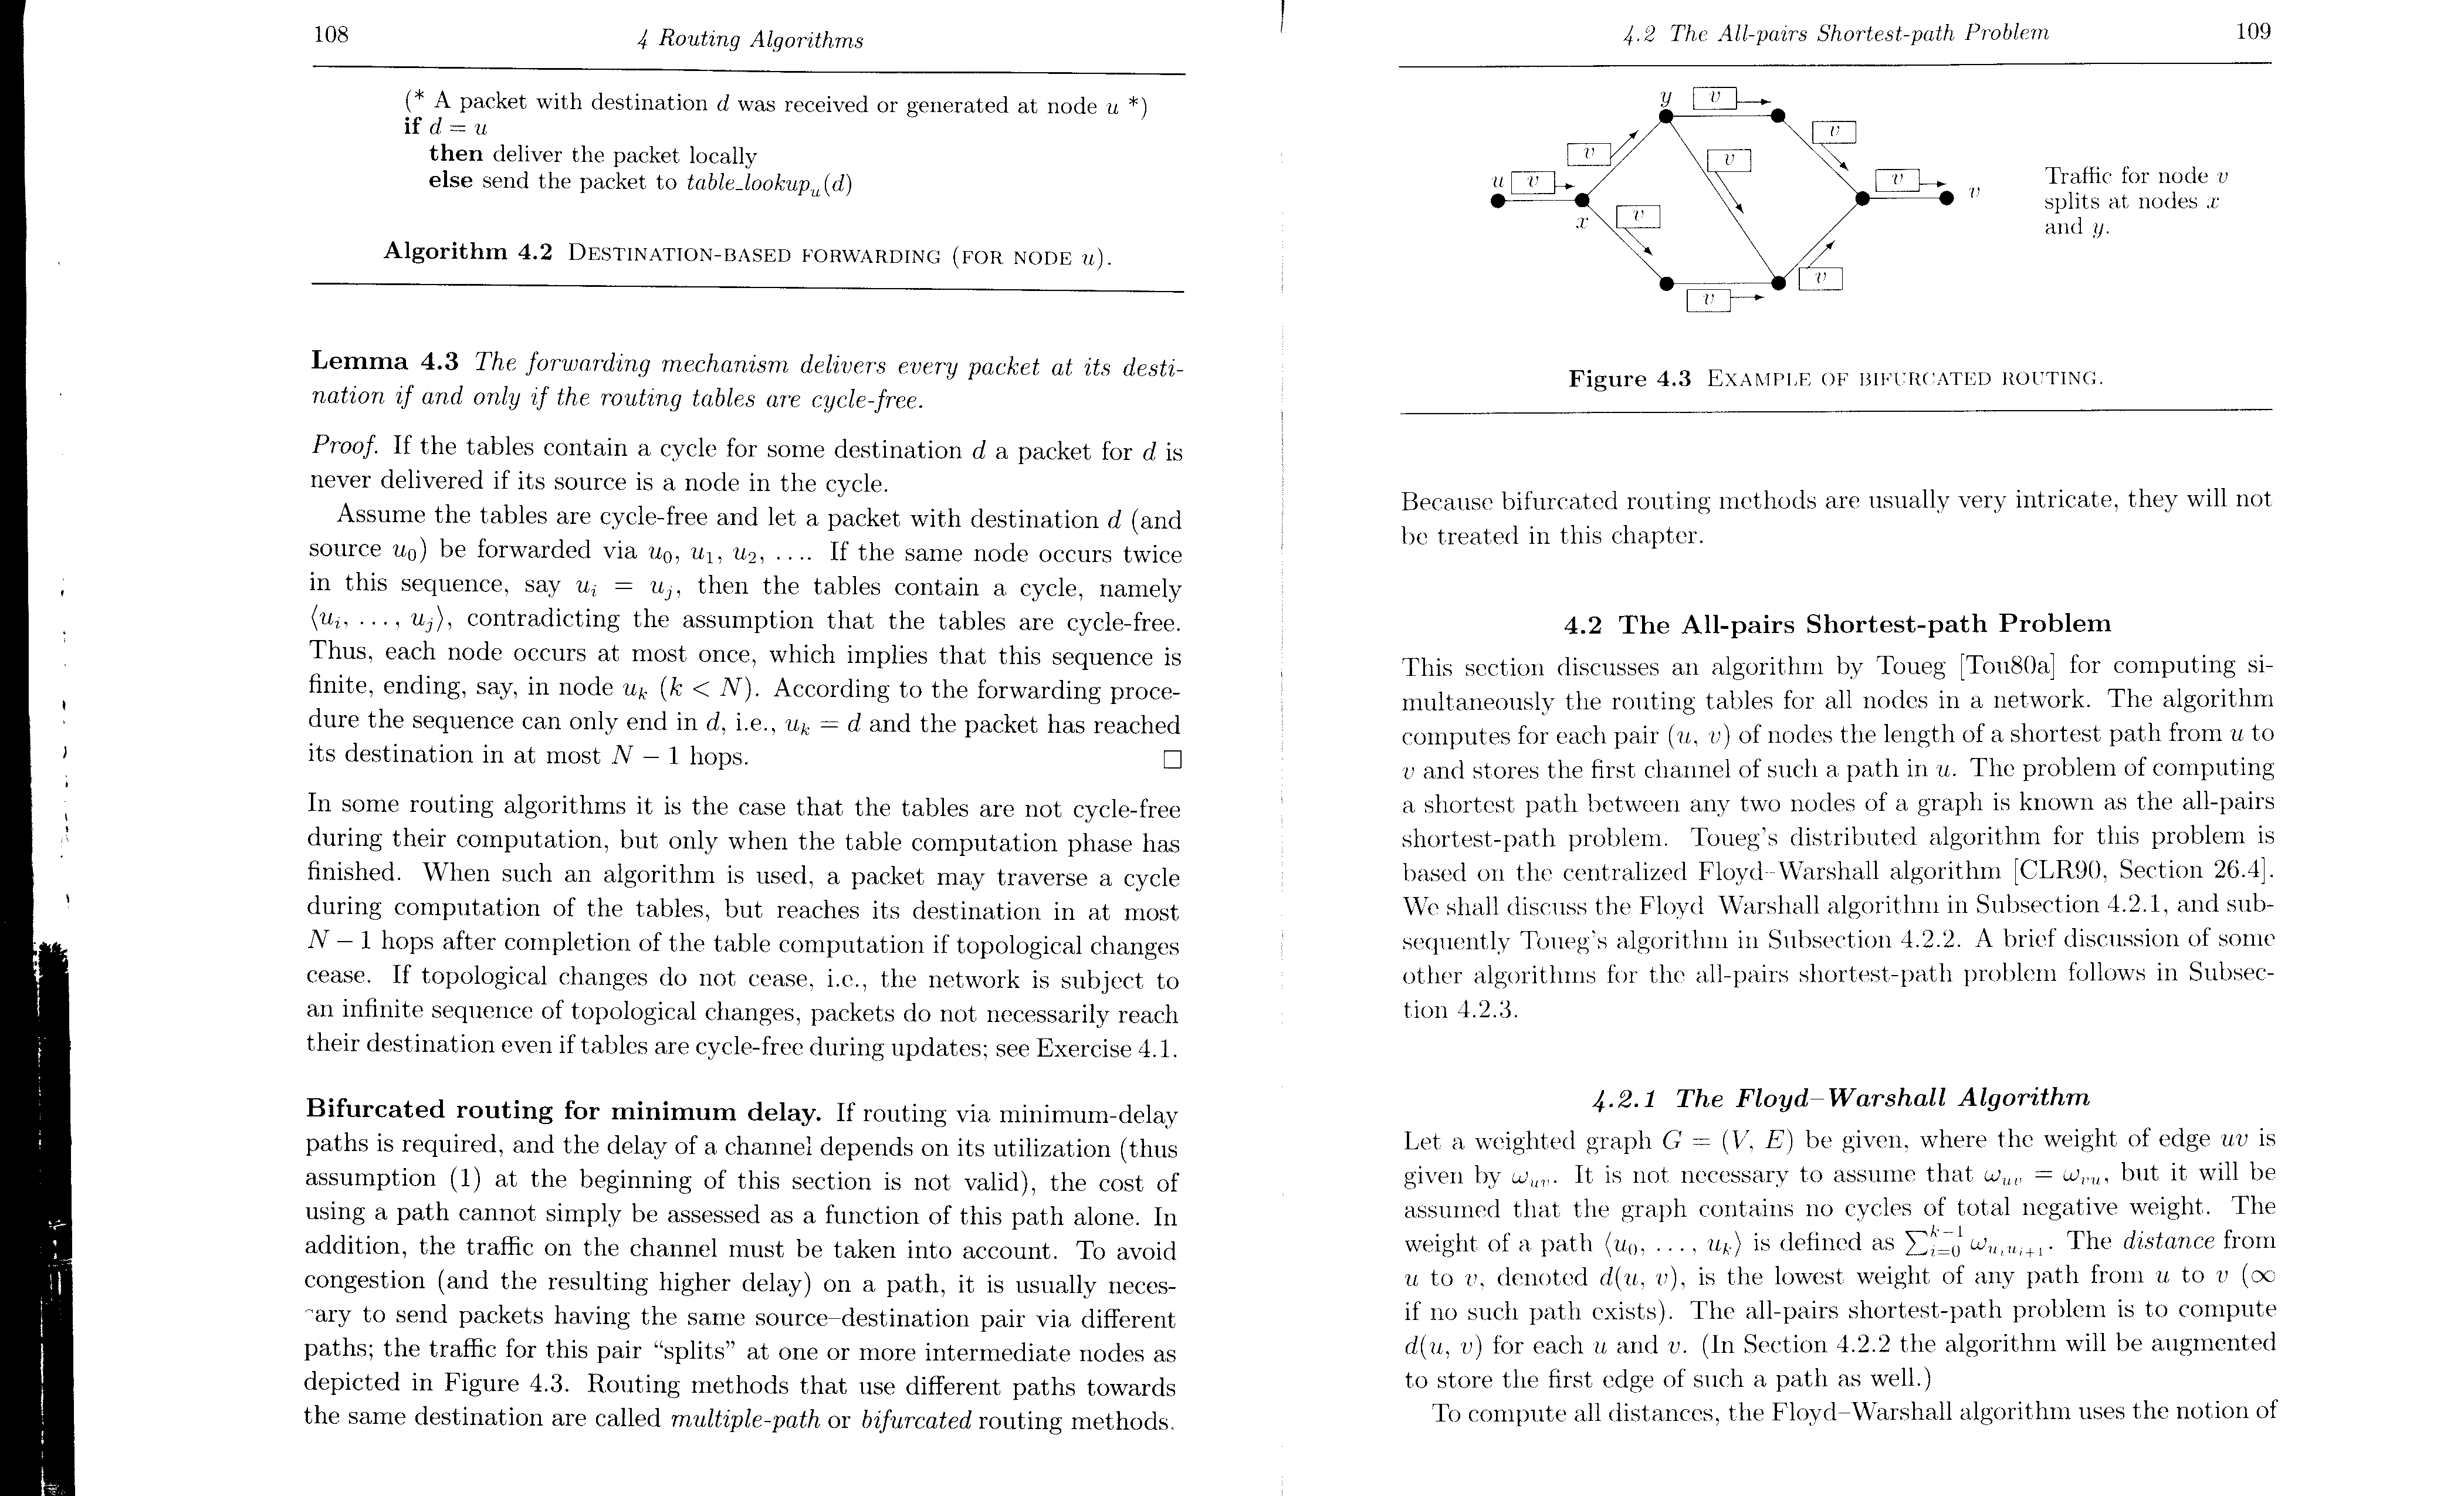 108
4 Routing Algorithms
(* A packet with destination d was received or generated at node u *)
if d = u
then deliver the packet locally
else send the packet to table_lookupᵤ(d)
Algorithm 4.2 DESTINATION-BASED FORWARDING (FOR NODE u).
Lemma 4.3 The forwarding mechanism delivers every packet at its desti-
nation if and only if the routing tables are cycle-free.
Proof. If the tables contain a cycle for some destination d a packet for d is
never delivered if its source is a node in the cycle.
Assume the tables are cycle-free and let a packet with destination d (and
source u₀) be forwarded via u₀, u₁, u₂, .... If the same node occurs twice
in this sequence, say uᵢ = uⱼ, then the tables contain a cycle, namely
⟨uᵢ, ..., uⱼ⟩, contradicting the assumption that the tables are cycle-free.
Thus, each node occurs at most once, which implies that this sequence is
finite, ending, say, in node uₖ (k < N). According to the forwarding proce-
dure the sequence can only end in d, i.e., uₖ = d and the packet has reached
its destination in at most N − 1 hops. □
In some routing algorithms it is the case that the tables are not cycle-free
during their computation, but only when the table computation phase has
finished. When such an algorithm is used, a packet may traverse a cycle
during computation of the tables, but reaches its destination in at most
N − 1 hops after completion of the table computation if topological changes
cease. If topological changes do not cease, i.e., the network is subject to
an infinite sequence of topological changes, packets do not necessarily reach
their destination even if tables are cycle-free during updates; see Exercise 4.1.
Bifurcated routing for minimum delay. If routing via minimum-delay
paths is required, and the delay of a channel depends on its utilization (thus
assumption (1) at the beginning of this section is not valid), the cost of
using a path cannot simply be assessed as a function of this path alone. In
addition, the traffic on the channel must be taken into account. To avoid
congestion (and the resulting higher delay) on a path, it is usually neces-
ary to send packets having the same source–destination pair via different
paths; the traffic for this pair “splits” at one or more intermediate nodes as
depicted in Figure 4.3. Routing methods that use different paths towards
the same destination are called multiple-path or bifurcated routing methods.
4.2 The All-pairs Shortest-path Problem
109
y v
v
v
v
u v
v
v
x
v
v
v
Traffic for node v
splits at nodes x
and y.
Figure 4.3 EXAMPLE OF BIFURCATED ROUTING.
Because bifurcated routing methods are usually very intricate, they will not
be treated in this chapter.
4.2 The All-pairs Shortest-path Problem
This section discusses an algorithm by Toueg [Tou80a] for computing si-
multaneously the routing tables for all nodes in a network. The algorithm
computes for each pair (u, v) of nodes the length of a shortest path from u to
v and stores the first channel of such a path in u. The problem of computing
a shortest path between any two nodes of a graph is known as the all-pairs
shortest-path problem. Toueg's distributed algorithm for this problem is
based on the centralized Floyd–Warshall algorithm [CLR90, Section 26.4].
We shall discuss the Floyd Warshall algorithm in Subsection 4.2.1, and sub-
sequently Toueg's algorithm in Subsection 4.2.2. A brief discussion of some
other algorithms for the all-pairs shortest-path problem follows in Subsec-
tion 4.2.3.
4.2.1 The Floyd–Warshall Algorithm
Let a weighted graph G = (V, E) be given, where the weight of edge uv is
given by ω_{uv}. It is not necessary to assume that ω_{uv} = ω_{vu}, but it will be
assumed that the graph contains no cycles of total negative weight. The
weight of a path ⟨u₀, ..., uₖ⟩ is defined as ∑_{i=0}^{k−1} ω_{u_i u_{i+1}}. The distance from
u to v, denoted d(u, v), is the lowest weight of any path from u to v (∞
if no such path exists). The all-pairs shortest-path problem is to compute
d(u, v) for each u and v. (In Section 4.2.2 the algorithm will be augmented
to store the first edge of such a path as well.)
To compute all distances, the Floyd–Warshall algorithm uses the notion of